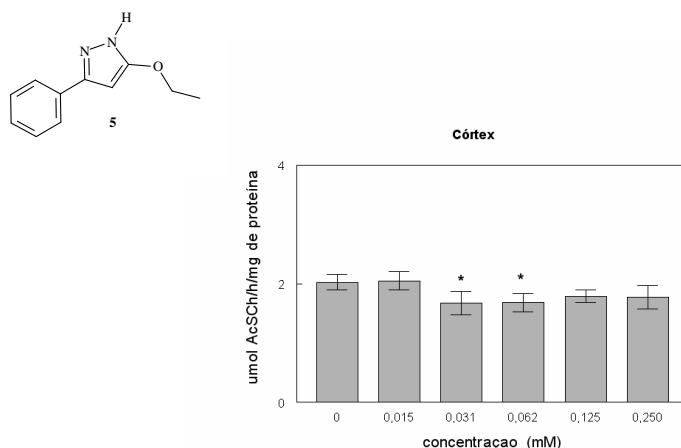 H
N
N
O
5
Córtex
umol AcSCh/h/mg de proteína
4
2
0
*
*
0
0,015
0,031
0,062
0,125
0,250
concentracao (mM)